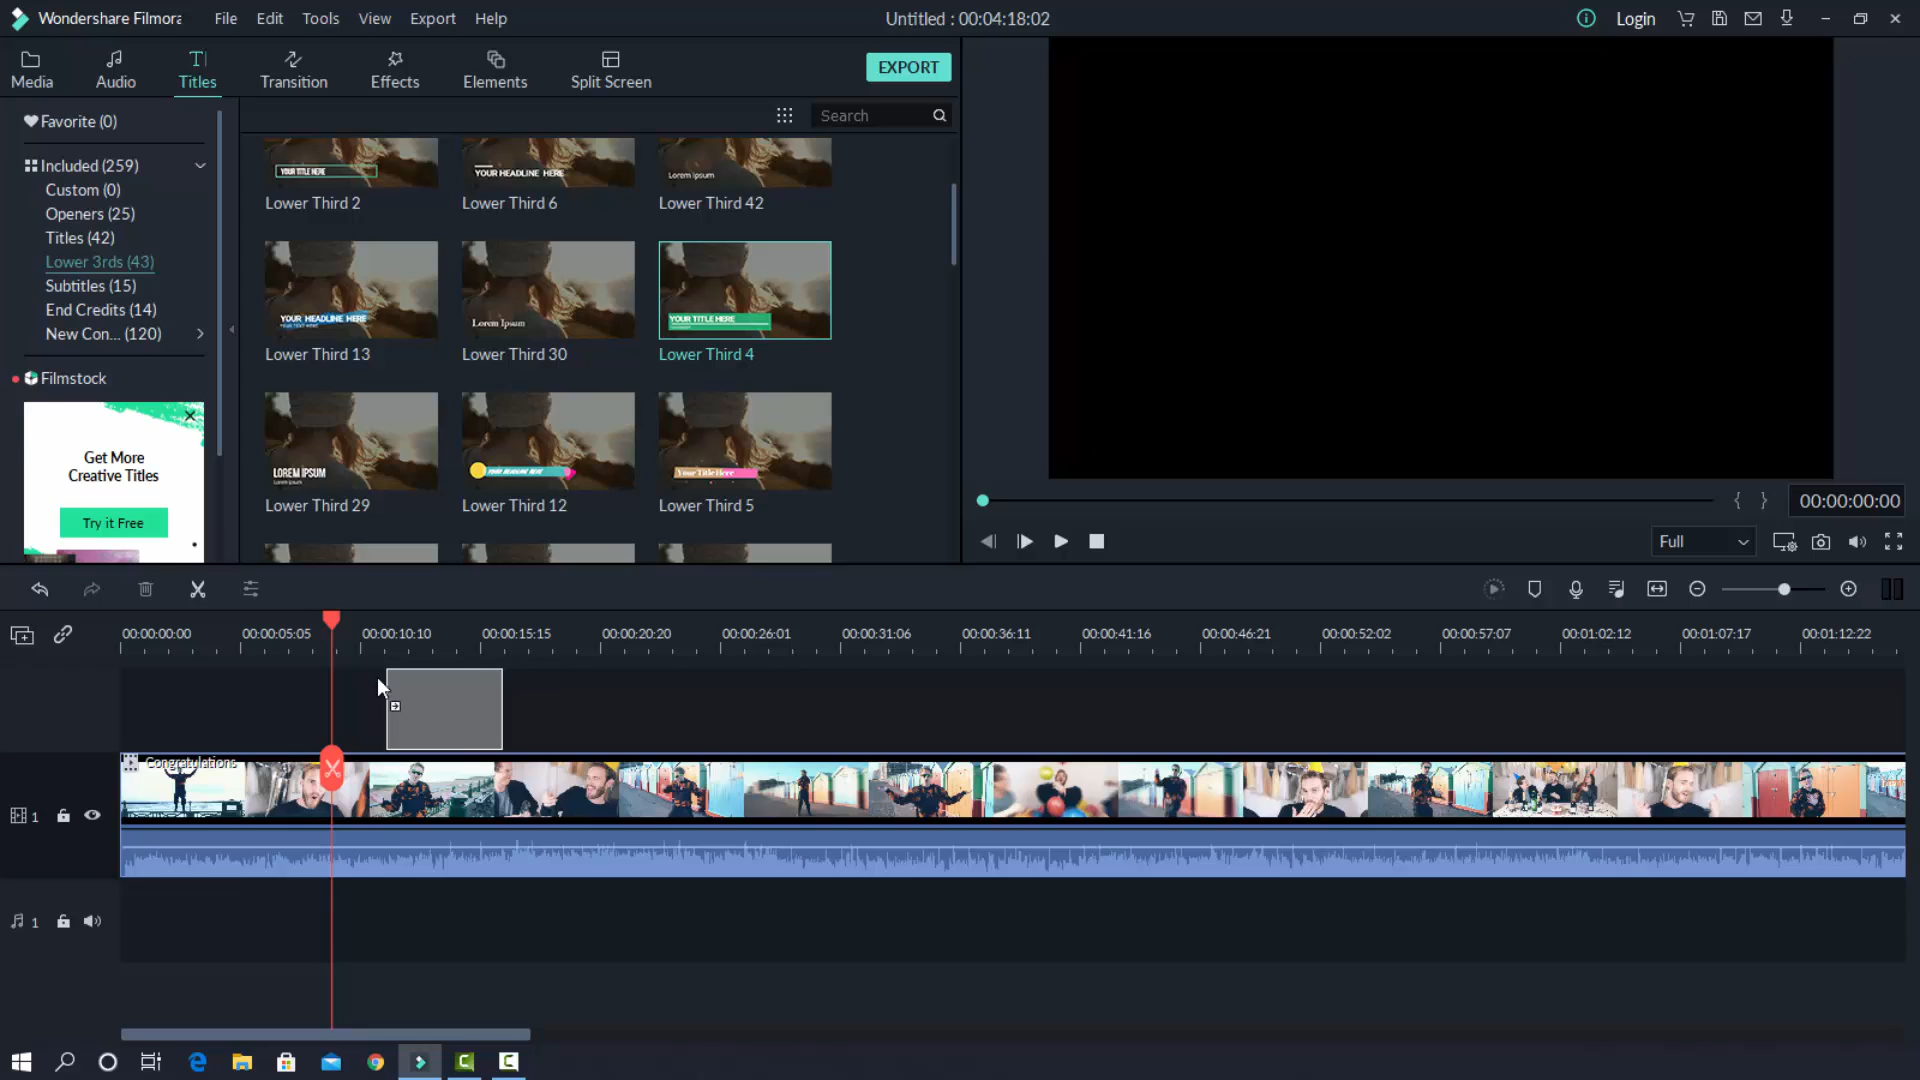 Wondershare Filmora
File Edit Tools View Export Help
Untitled : 00:04:18:02
Login
Media Audio Titles Transition Effects Elements Split Screen
EXPORT
Search
Favorite (0)
Included (259)
Custom (0)
Openers (25)
Titles (42)
Lower 3rds (43)
Subtitles (15)
End Credits (14)
New Con... (120)
Filmstock
Get More
Creative Titles
Try it Free
YOUR TITLE HERE
YOUR HEADLINE HERE
Lorem Ipsum
Lower Third 2
Lower Third 6
Lower Third 42
YOUR HEADLINE HERE
Lorem Ipsum
YOUR TITLE HERE
Lower Third 13
Lower Third 30
Lower Third 4
LOREM IPSUM
Lorem Ipsum
YOUR HEADLINE HERE
Your Title Here
Lower Third 29
Lower Third 12
Lower Third 5
{ }
00:00:00:00
Full
00:00:00:00 00:00:05:05 00:00:10:10 00:00:15:15 00:00:20:20 00:00:26:01 00:00:31:06 00:00:36:11 00:00:41:16 00:00:46:21 00:00:52:02 00:00:57:07 00:01:02:12 00:01:07:17 00:01:12:22
Congratulations
1
1